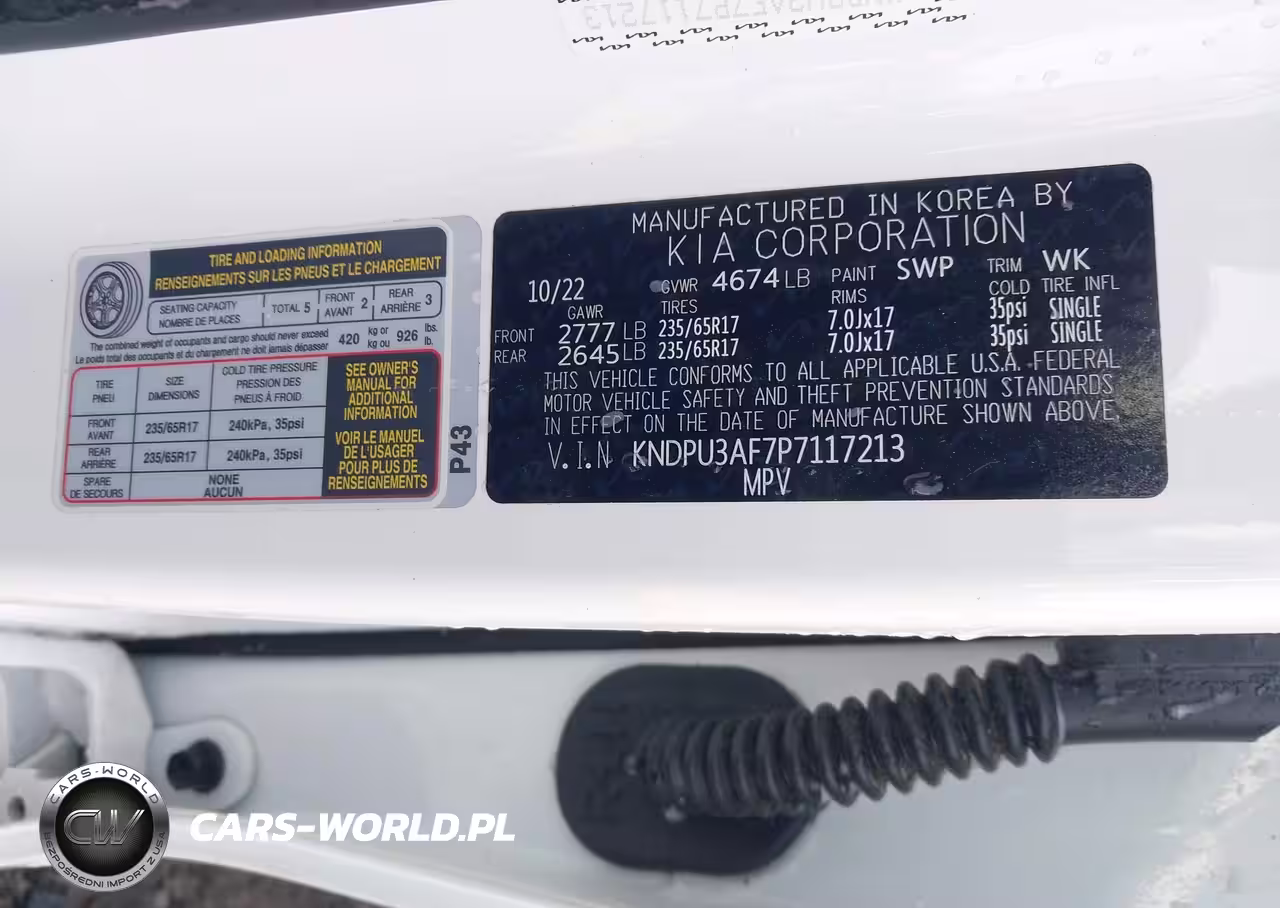 TIRE AND LOADING INFORMATION
RENSEIGNEMENTS SUR LES PNEUS ET LE CHARGEMENT
SEATING CAPACITY
NOMBRE DE PLACES
TOTAL 5
FRONT
AVANT 2
REAR
ARRIÈRE 3
The combined weight of occupants and cargo should never exceed
Le poids total des occupants et du chargement ne doit jamais dépasser
420 kg or
kg ou
926 lbs.
lb.
TIRE
PNEU
SIZE
DIMENSIONS
COLD TIRE PRESSURE
PRESSION DES
PNEUS À FROID
FRONT
AVANT
235/65R17
240kPa, 35psi
REAR
ARRIÈRE
235/65R17
240kPa, 35psi
SPARE
DE SECOURS
NONE
AUCUN
SEE OWNER'S
MANUAL FOR
ADDITIONAL
INFORMATION
VOIR LE MANUEL
DE L'USAGER
POUR PLUS DE
RENSEIGNEMENTS
P43
MANUFACTURED IN KOREA BY
KIA CORPORATION
10/22 GVWR 4674 LB PAINT SWP TRIM WK
GAWR TIRES RIMS COLD TIRE INFL
FRONT 2777 LB 235/65R17 7.0Jx17 35psi SINGLE
REAR 2645 LB 235/65R17 7.0Jx17 35psi SINGLE
THIS VEHICLE CONFORMS TO ALL APPLICABLE U.S.A. FEDERAL
MOTOR VEHICLE SAFETY AND THEFT PREVENTION STANDARDS
IN EFFECT ON THE DATE OF MANUFACTURE SHOWN ABOVE.
V.I.N KNDPU3AF7P7117213
MPV
CARS-WORLD
CW
BEZPOŚREDNI IMPORT Z USA
CARS-WORLD.PL